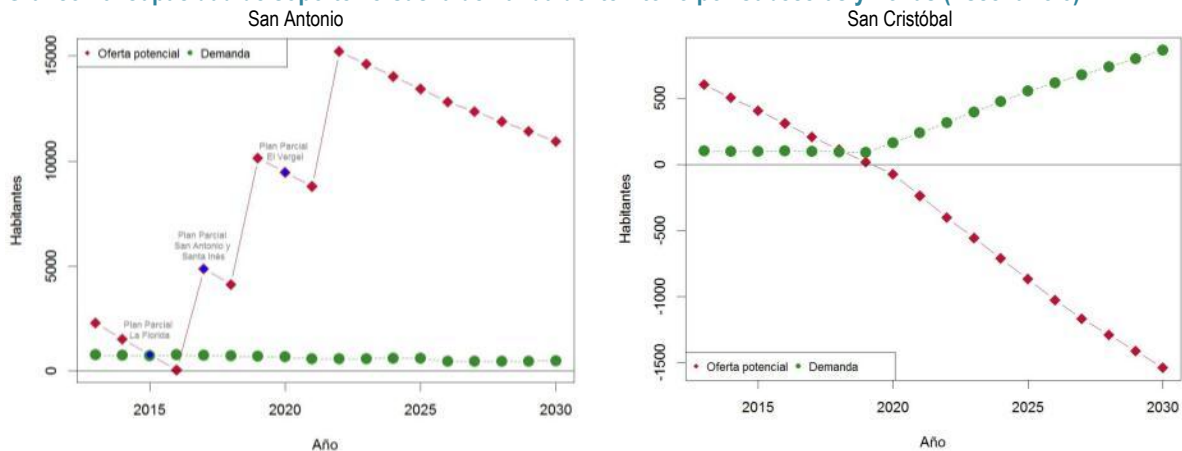 San Antonio
San Cristóbal
Oferta potencial Demanda
15000
10000
5000
0
Habitantes
Plan Parcial
La Florida
Plan Parcial
San Antonio y
Santa Inés
Plan Parcial
El Vergel
2015 2020 2025 2030
Año
500
0
-500
-1000
-1500
Habitantes
Oferta potencial Demanda
2015 2020 2025 2030
Año